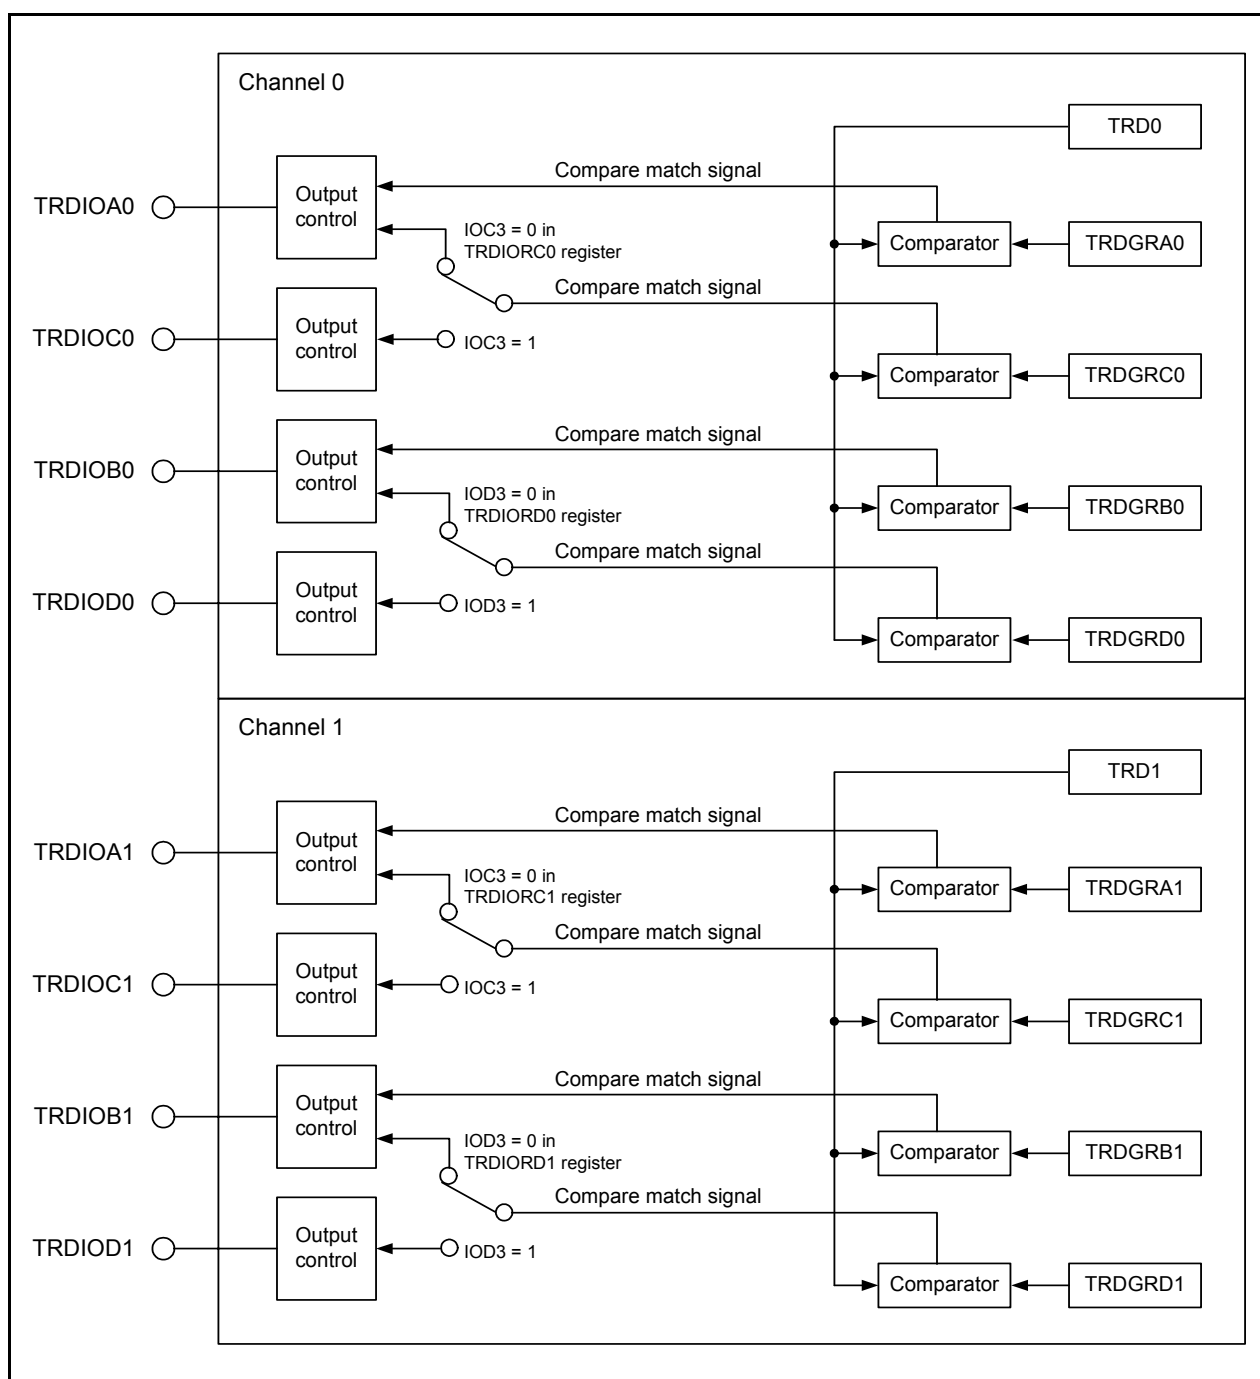 Channel 0
TRD0
Compare match signal
TRDIOA0
Output
control
IOC3 = 0 in
TRDIORC0 register
Comparator
TRDGRA0
Compare match signal
TRDIOC0
Output
control
IOC3 = 1
Comparator
TRDGRC0
Compare match signal
TRDIOB0
Output
control
IOD3 = 0 in
TRDIORD0 register
Comparator
TRDGRB0
Compare match signal
TRDIOD0
Output
control
IOD3 = 1
Comparator
TRDGRD0
Channel 1
TRD1
Compare match signal
TRDIOA1
Output
control
IOC3 = 0 in
TRDIORC1 register
Comparator
TRDGRA1
Compare match signal
TRDIOC1
Output
control
IOC3 = 1
Comparator
TRDGRC1
Compare match signal
TRDIOB1
Output
control
IOD3 = 0 in
TRDIORD1 register
Comparator
TRDGRB1
Compare match signal
TRDIOD1
Output
control
IOD3 = 1
Comparator
TRDGRD1